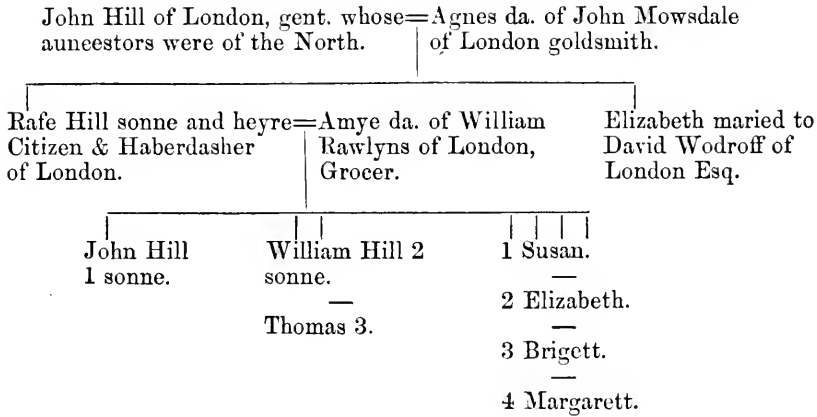 John Hill of London, gent. whose=Agnes da. of John Mowsdale
auncestors were of the North. of London goldsmith.
Rafe Hill sonne and heyre=Amye da. of William
Citizen & Haberdasher Rawlyns of London,
of London. Grocer.
Elizabeth maried to
David Wodroff of
London Esq.
John Hill
1 sonne.
William Hill 2
sonne.
Thomas 3.
1 Susan.
2 Elizabeth.
3 Brigett.
4 Margarett.